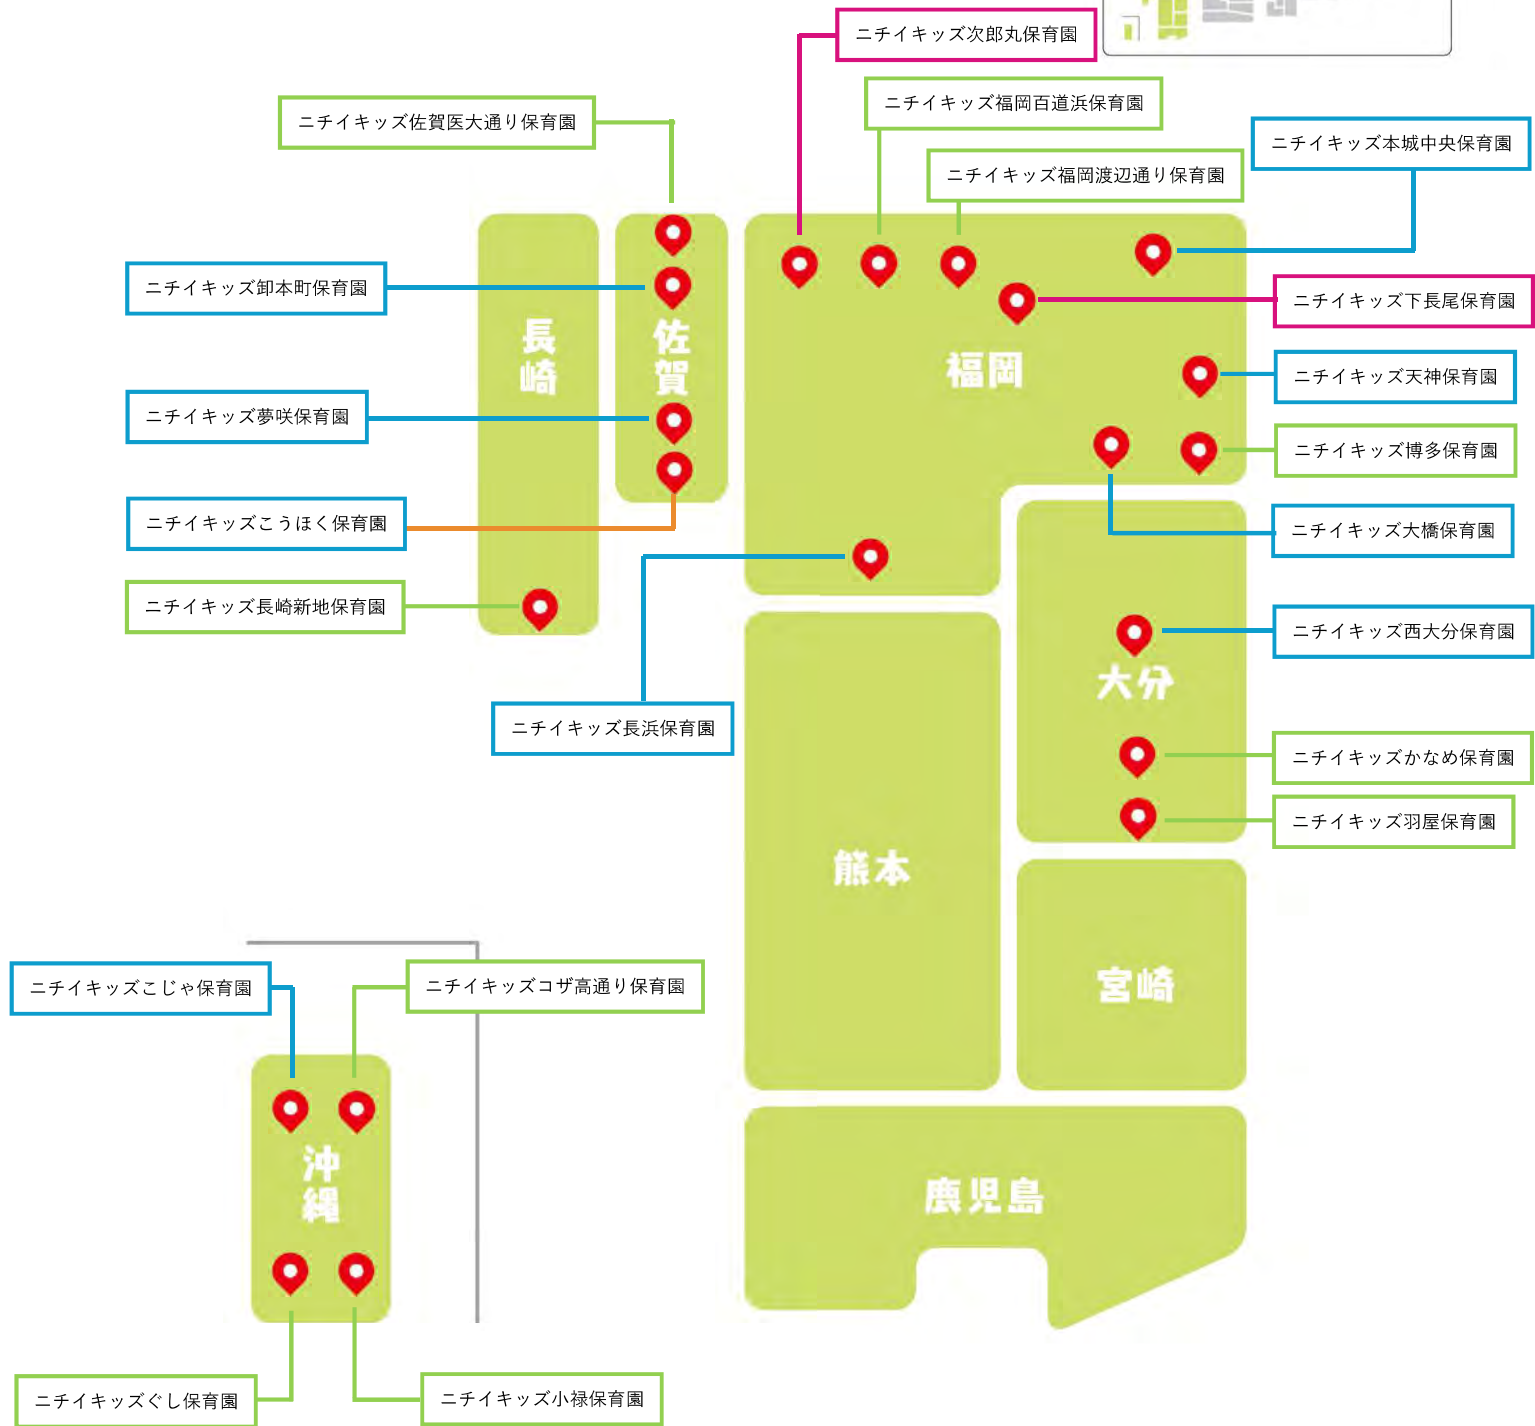 ニチイキッズ次郎丸保育園
ニチイキッズ福岡百道浜保育園
ニチイキッズ佐賀医大通り保育園
ニチイキッズ本城中央保育園
ニチイキッズ福岡渡辺通り保育園
ニチイキッズ卸本町保育園
ニチイキッズ下長尾保育園
長崎
佐賀
福岡
ニチイキッズ天神保育園
ニチイキッズ夢咲保育園
ニチイキッズ博多保育園
ニチイキッズこうほく保育園
ニチイキッズ大橋保育園
ニチイキッズ長崎新地保育園
ニチイキッズ西大分保育園
大分
ニチイキッズ長浜保育園
ニチイキッズかなめ保育園
ニチイキッズ羽屋保育園
熊本
宮崎
ニチイキッズこじゃ保育園
ニチイキッズコザ高通り保育園
沖縄
鹿児島
ニチイキッズぐし保育園
ニチイキッズ小禄保育園